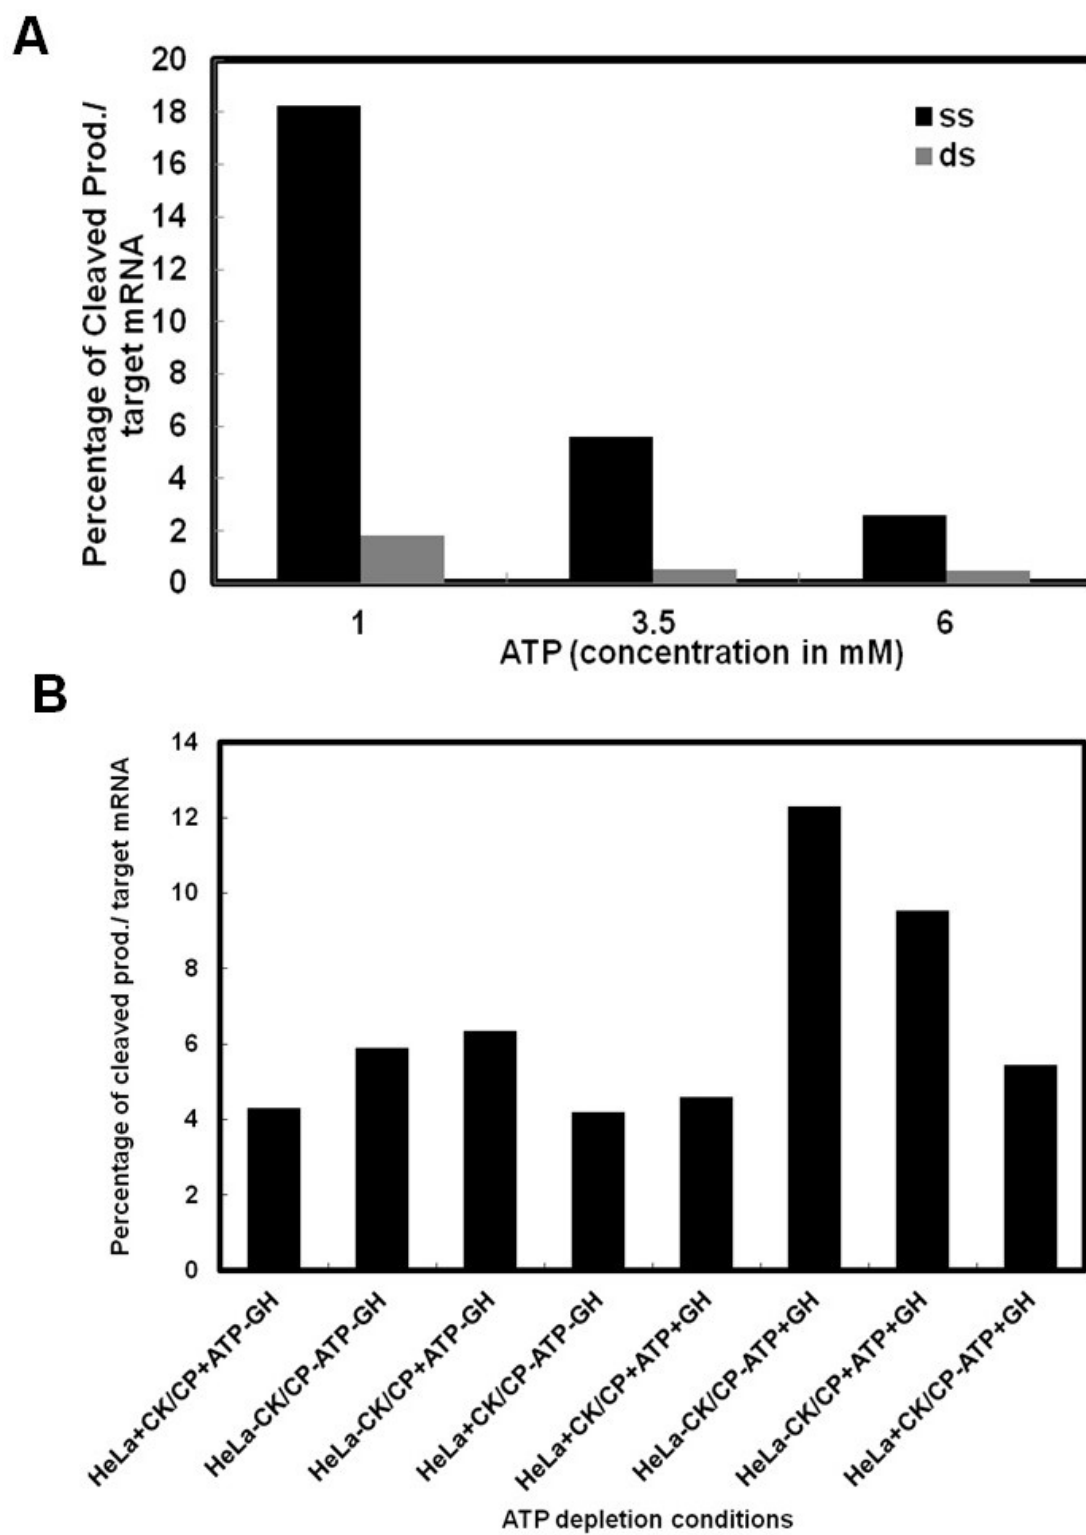 A
20
18
16
14
12
10
8
6
4
2
0
Percentage of Cleaved Prod./
target mRNA
ss
ds
1 3.5 6
ATP (concentration in mM)
B
14
12
10
8
6
4
2
0
Percentage of cleaved prod./ target mRNA
HeLa+CK/CP+ATP-GH
HeLa-CK/CP-ATP-GH
HeLa-CK/CP+ATP-GH
HeLa+CK/CP-ATP-GH
HeLa+CK/CP+ATP+GH
HeLa-CK/CP-ATP+GH
HeLa-CK/CP+ATP+GH
HeLa+CK/CP-ATP+GH
ATP depletion conditions